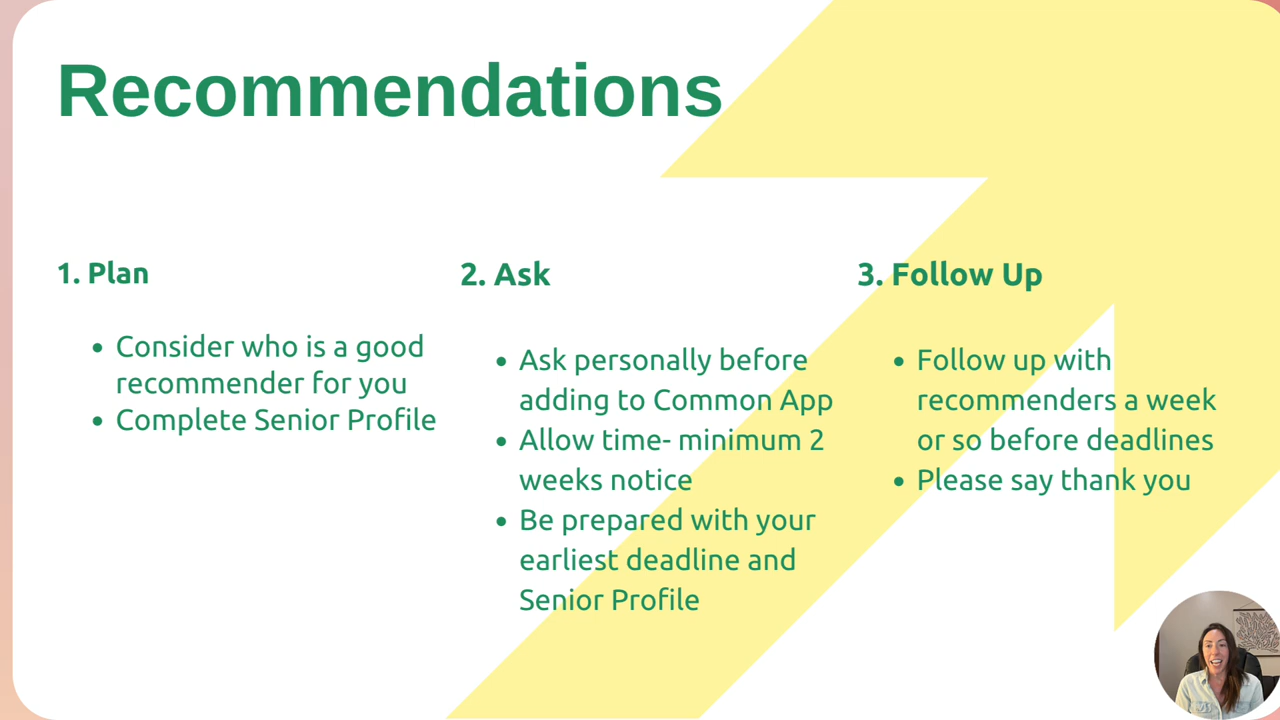 Recommendations
1. Plan
• Consider who is a good
recommender for you
• Complete Senior Profile
2. Ask
• Ask personally before
adding to Common App
• Allow time- minimum 2
weeks notice
• Be prepared with your
earliest deadline and
Senior Profile
3. Follow Up
• Follow up with
recommenders a week
or so before deadlines
• Please say thank you